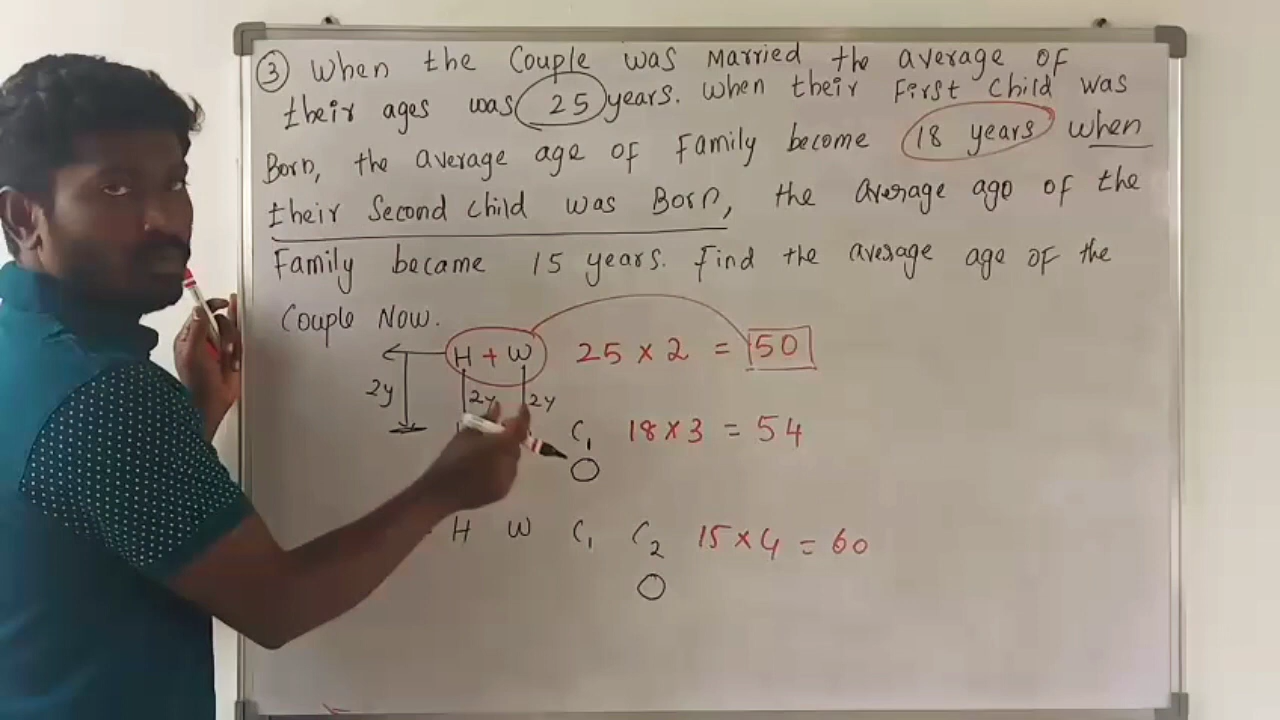 ③ When the Couple was Married the average of
their ages was 25 years. When their First Child was
Born, the average age of Family become 18 years when
their Second Child was Born, the average age of the
Family became 15 years. Find the average age of the
Couple Now.
H + W 25 × 2 = 50
2y 2y 2y
C₁ 18 × 3 = 54
O
H W C₁ C₂ 15 × 4 = 60
O